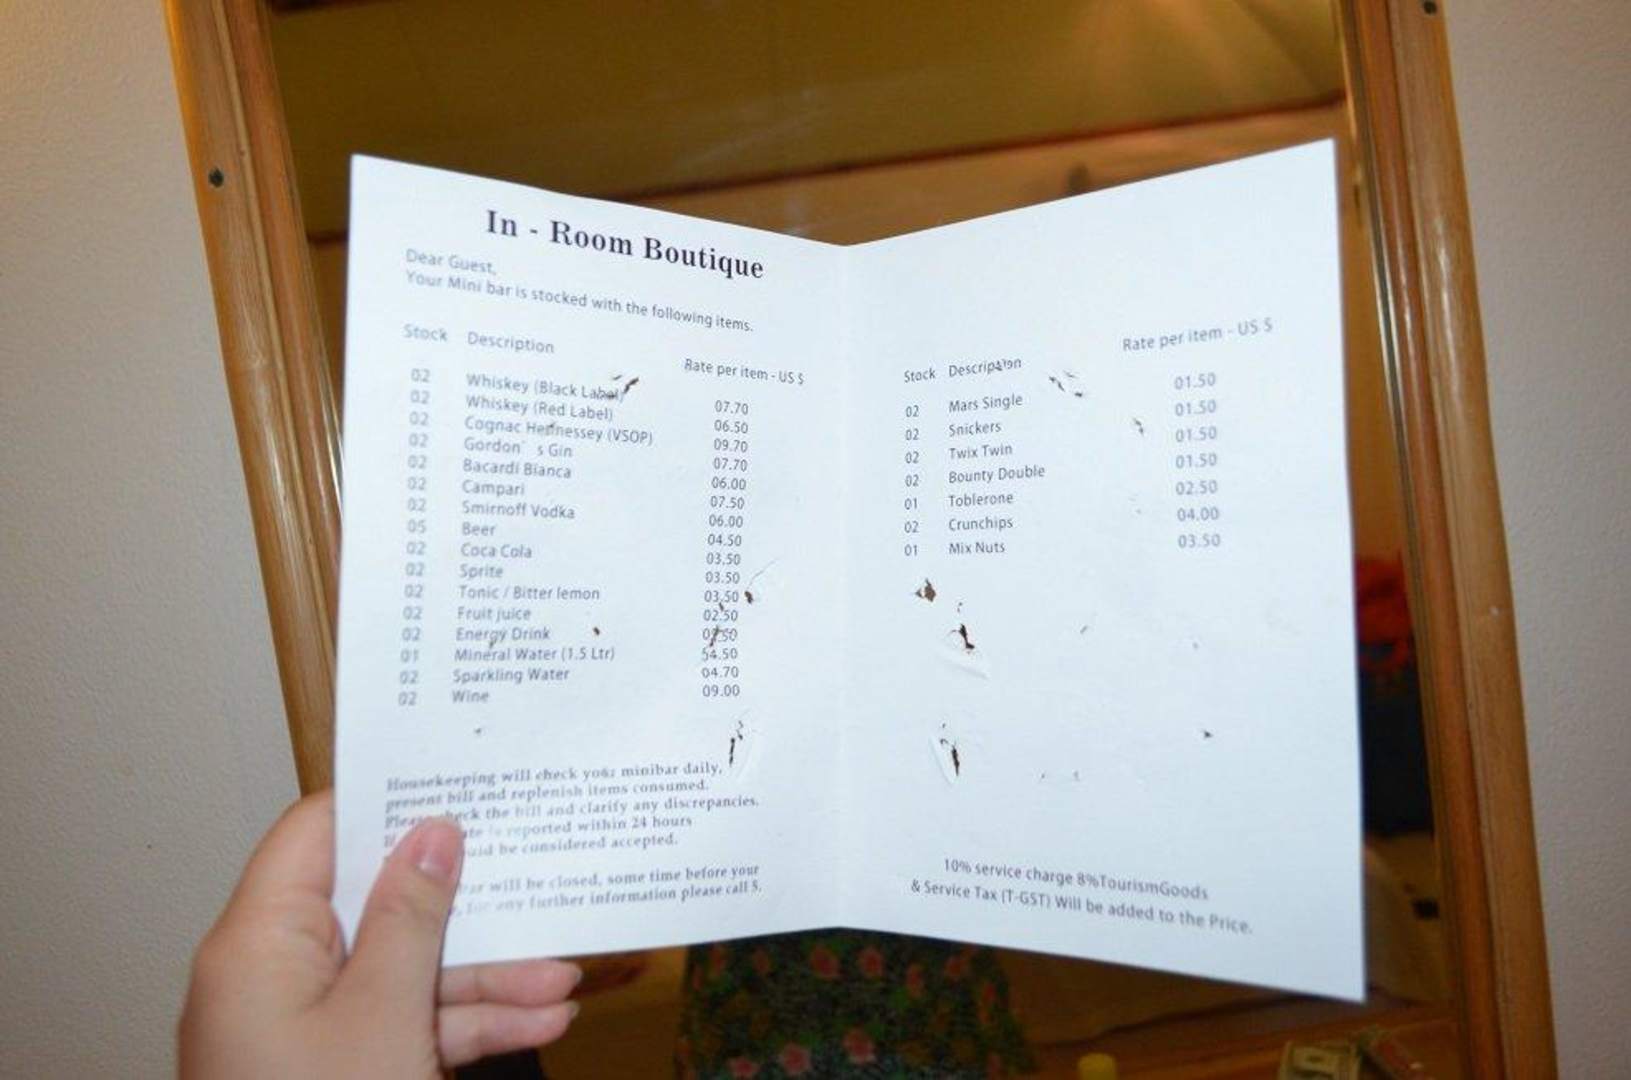 In - Room Boutique
Dear Guest,
Your Mini bar is stocked with the following items.
Stock Description Rate per item - US $
02 Whiskey (Black Label) 07.70
02 Whiskey (Red Label) 06.50
02 Cognac Hennessey (VSOP) 09.70
02 Gordon´ s Gin 07.70
02 Bacardi Bianca 06.00
02 Campari 07.50
02 Smirnoff Vodka 06.00
05 Beer 04.50
02 Coca Cola 03.50
02 Sprite 03.50
02 Tonic / Bitter lemon 03.50
02 Fruit juice 02.50
02 Energy Drink
01 Mineral Water (1.5 Ltr) 54.50
02 Sparkling Water 04.70
02 Wine 09.00
Housekeeping will check your minibar daily,
present bill and replenish items consumed.
Please check the bill and clarify any discrepancies.
reported within 24 hours
be considered accepted.
will be closed, some time before your
for any further information please call 5.
Stock Description Rate per item - US $
02 Mars Single 01.50
02 Snickers 01.50
02 Twix Twin 01.50
02 Bounty Double 01.50
01 Toblerone 02.50
02 Crunchips 04.00
01 Mix Nuts 03.50
10% service charge 8%TourismGoods
& Service Tax (T-GST) Will be added to the Price.